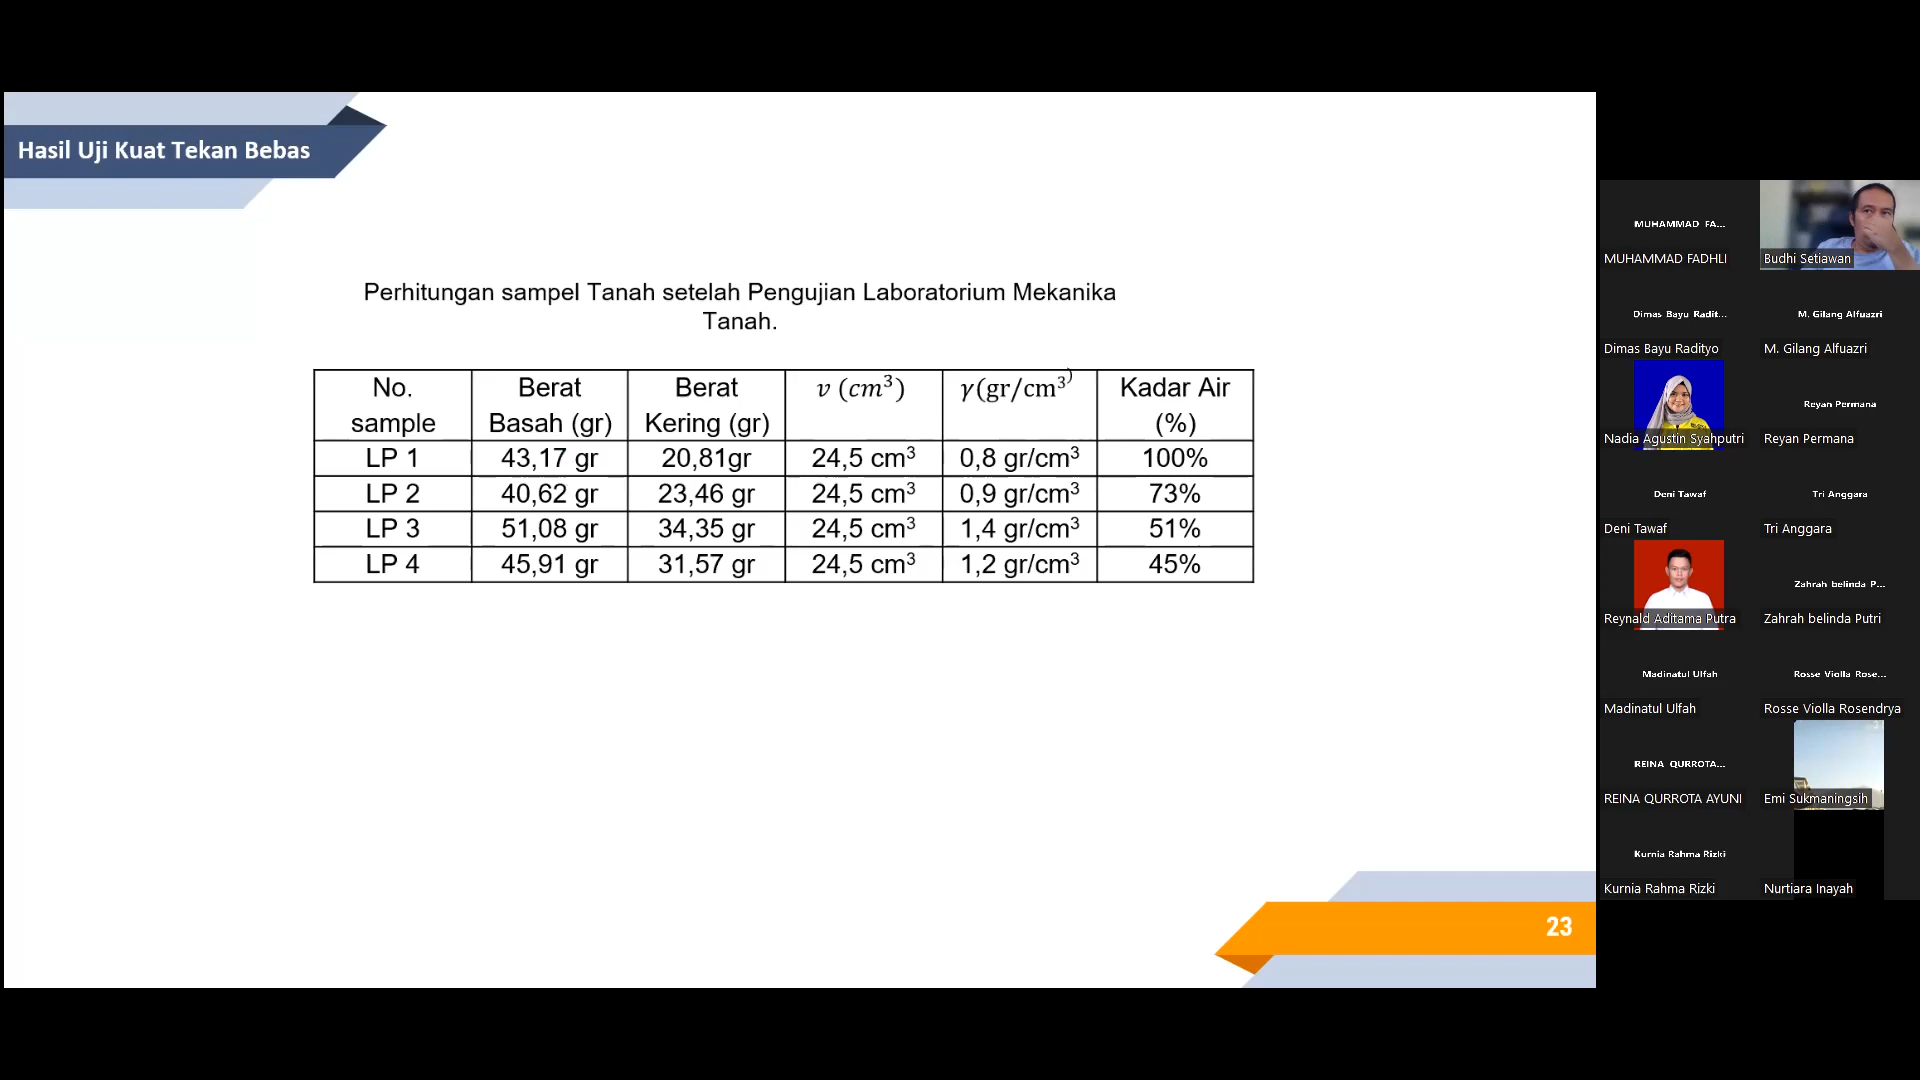 Hasil Uji Kuat Tekan Bebas
Perhitungan sampel Tanah setelah Pengujian Laboratorium Mekanika
Tanah.
No. sample Berat Basah (gr) Berat Kering (gr) v (cm³) γ(gr/cm³) Kadar Air (%)
LP 1 43,17 gr 20,81gr 24,5 cm³ 0,8 gr/cm³ 100%
LP 2 40,62 gr 23,46 gr 24,5 cm³ 0,9 gr/cm³ 73%
LP 3 51,08 gr 34,35 gr 24,5 cm³ 1,4 gr/cm³ 51%
LP 4 45,91 gr 31,57 gr 24,5 cm³ 1,2 gr/cm³ 45%
23
MUHAMMAD FA...
MUHAMMAD FADHLI
Budhi Setiawan
Dimas Bayu Radit...
Dimas Bayu Radityo
M. Gilang Alfuazri
M. Gilang Alfuazri
Nadia Agustin Syahputri
Reyan Permana
Reyan Permana
Deni Tawaf
Deni Tawaf
Tri Anggara
Tri Anggara
Reynald Aditama Putra
Zahrah belinda P...
Zahrah belinda Putri
Madinatul Ulfah
Madinatul Ulfah
Rosse Violla Rose...
Rosse Violla Rosendrya
REINA QURROTA...
REINA QURROTA AYUNI
Emi Sukmaningsih
Kurnia Rahma Rizki
Kurnia Rahma Rizki
Nurtiara Inayah